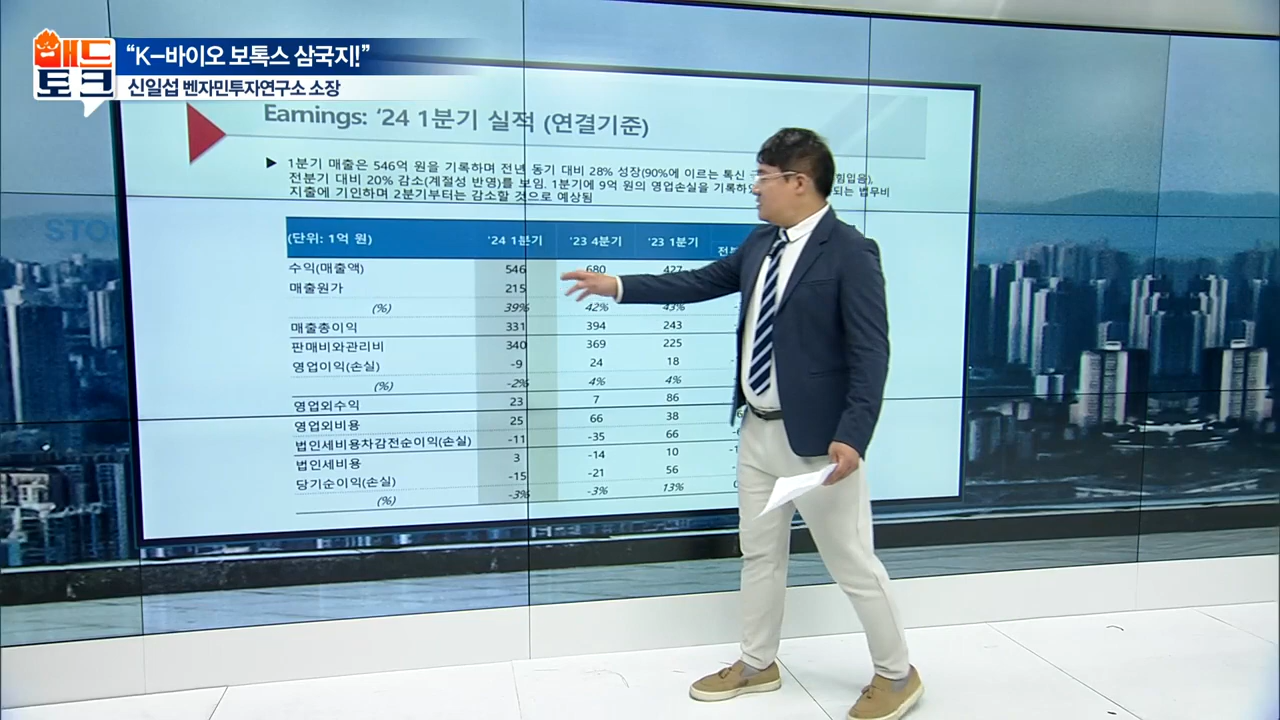 매드
토크
“K-바이오 보톡스 삼국지!”
신일섭 벤자민투자연구소 소장
STO
Earnings: ‘24 1분기 실적 (연결기준)
1분기 매출은 546억 원을 기록하며 전년 동기 대비 28% 성장(90%에 이르는 톡신 힘입음),
전분기 대비 20% 감소(계절성 반영)를 보임. 1분기에 9억 원의 영업손실을 기록하 되는 법무비
지출에 기인하며 2분기부터는 감소할 것으로 예상됨
(단위: 1억 원) ‘24 1분기 ‘23 4분기 ‘23 1분기 전분
수익(매출액) 546 680 427
매출원가 215
(%) 39% 42% 43%
매출총이익 331 394 243
판매비와관리비 340 369 225
영업이익(손실) -9 24 18
(%) -2% 4% 4%
영업외수익 23 7 86
영업외비용 25 66 38
법인세비용차감전순이익(손실) -11 -35 66
법인세비용 3 -14 10
당기순이익(손실) -15 -21 56
(%) -3% -3% 13%